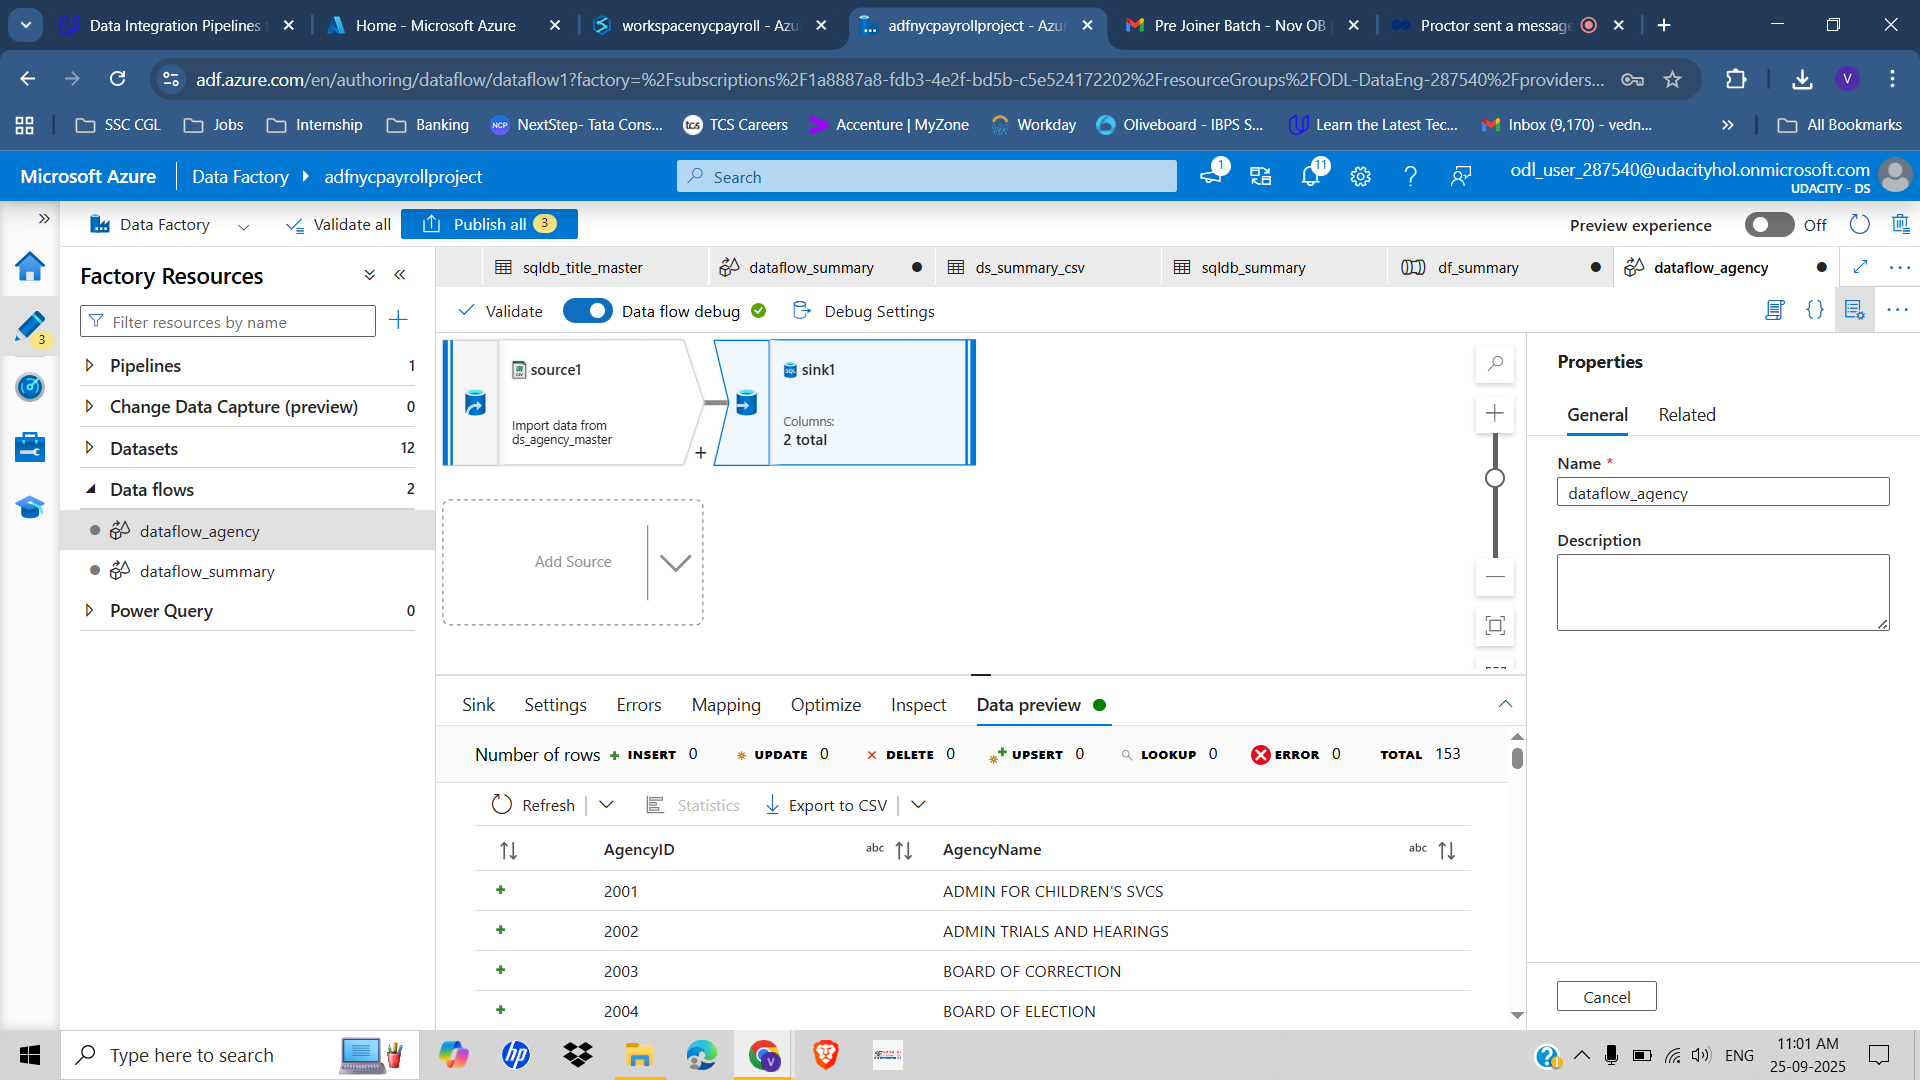 Data Integration Pipelines
Home - Microsoft Azure
workspacenycpayroll - Azu
adfnycpayrollproject - Azu
Pre Joiner Batch - Nov OB
Proctor sent a message
adf.azure.com/en/authoring/dataflow/dataflow1?factory=%2Fsubscriptions%2F1a8887a8-fdb3-4e2f-bd5b-c5e524172202%2FresourceGroups%2FODL-DataEng-287540%2Fproviders...
V
SSC CGL
Jobs
Internship
Banking
NCP
NextStep- Tata Cons...
tcs
TCS Careers
Accenture | MyZone
Workday
Oliveboard - IBPS S...
Learn the Latest Tec...
Inbox (9,170) - vedn...
All Bookmarks
Microsoft Azure
Data Factory
adfnycpayrollproject
Search
1
11
odl_user_287540@udacityhol.onmicrosoft.com
UDACITY - DS
Data Factory
Validate all
Publish all
3
Preview experience
Off
Factory Resources
Filter resources by name
3
Pipelines 1
Change Data Capture (preview) 0
Datasets 12
Data flows 2
dataflow_agency
dataflow_summary
Power Query 0
sqldb_title_master
dataflow_summary
ds_summary_csv
sqldb_summary
df_summary
dataflow_agency
Validate
Data flow debug
Debug Settings
source1
Import data from
ds_agency_master
+
SQL
sink1
Columns:
2 total
Add Source
Properties
General
Related
Name *
dataflow_agency
Description
Cancel
Sink
Settings
Errors
Mapping
Optimize
Inspect
Data preview
Number of rows + INSERT 0 UPDATE 0 DELETE 0 UPSERT 0 LOOKUP 0 ERROR 0 TOTAL 153
Refresh
Statistics
Export to CSV
AgencyID abc AgencyName abc
2001 ADMIN FOR CHILDREN'S SVCS
2002 ADMIN TRIALS AND HEARINGS
2003 BOARD OF CORRECTION
2004 BOARD OF ELECTION
Type here to search
hp
V
ENG
11:01 AM
25-09-2025